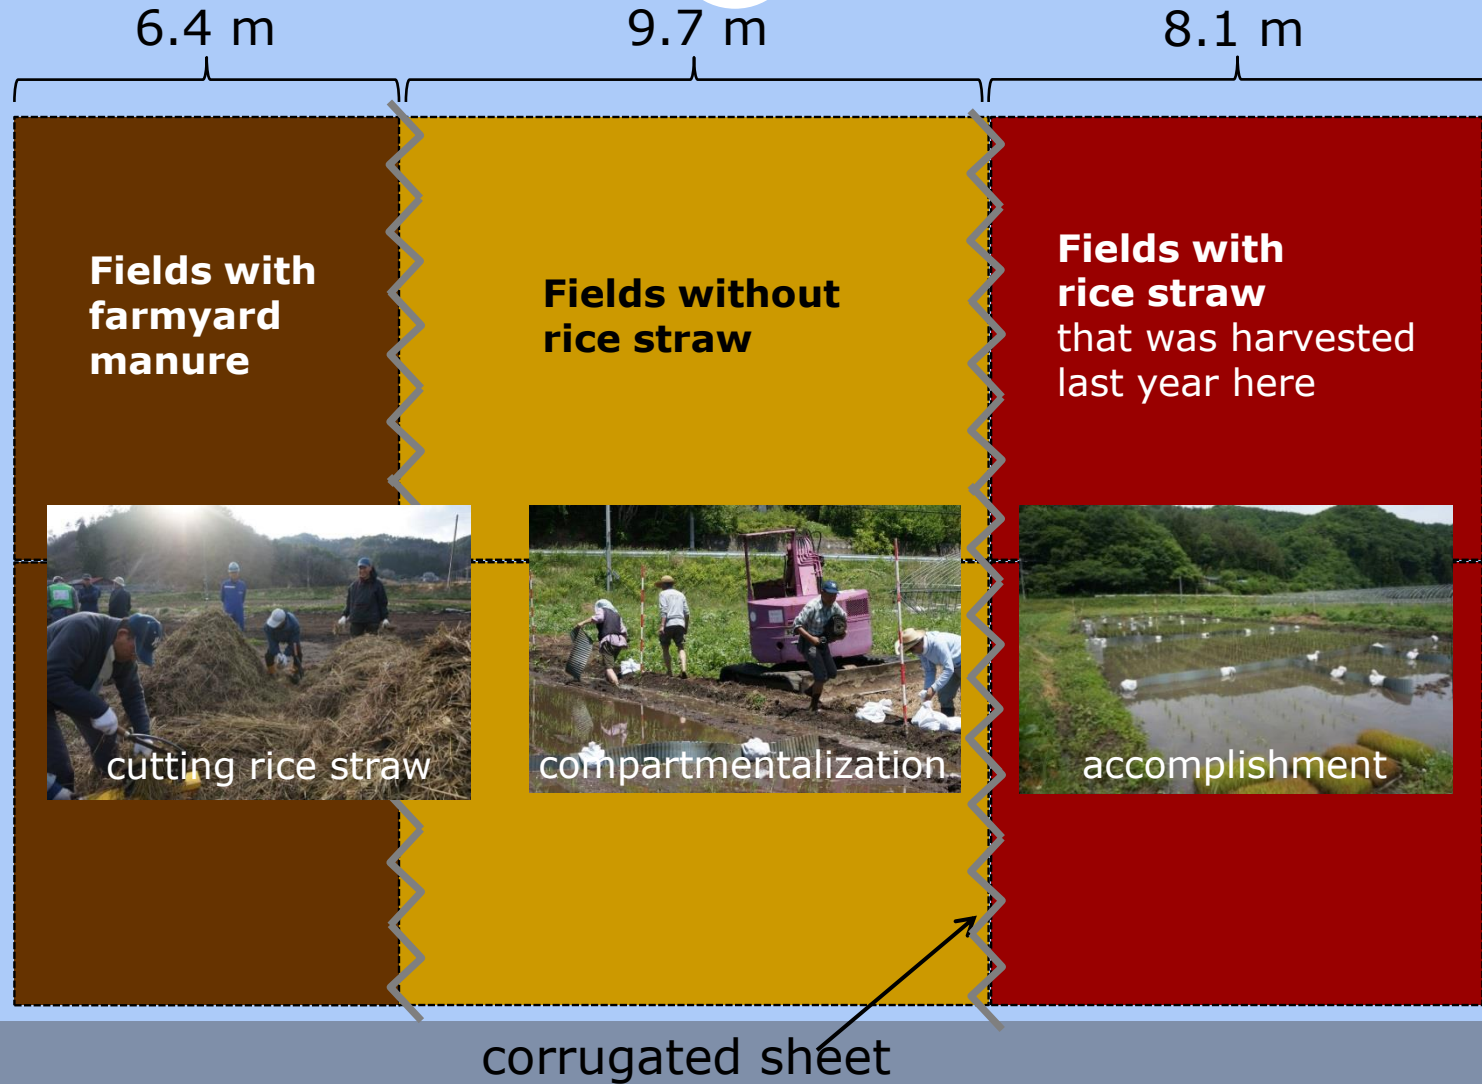 6.4 m
9.7 m
8.1 m
Fields with
farmyard
manure
Fields without
rice straw
Fields with
rice straw
that was harvested
last year here
cutting rice straw
compartmentalization
accomplishment
corrugated sheet